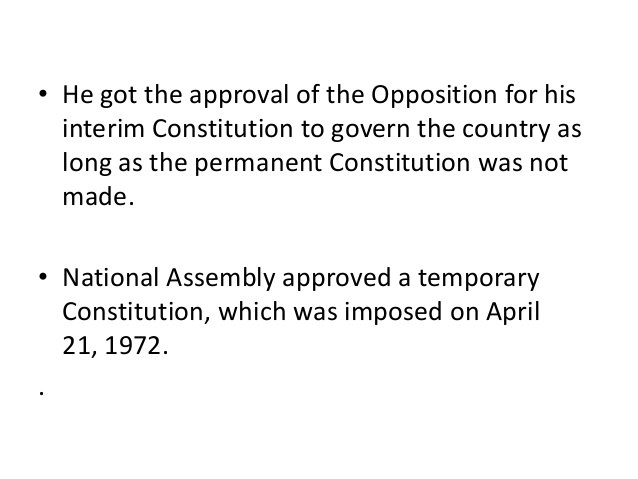 • He got the approval of the Opposition for his
interim Constitution to govern the country as
long as the permanent Constitution was not
made.
• National Assembly approved a temporary
Constitution, which was imposed on April
21, 1972.
.